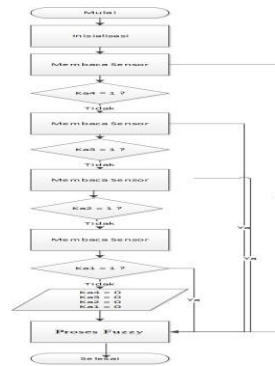 Mulai
Inisialisasi
Membaca Sensor
Ka4 = 1 ?
Tidak
Membaca Sensor
Ka3 = 1 ?
Tidak
Membaca Sensor
Ka2 = 1 ?
Tidak
Membaca Sensor
Ka1 = 1 ?
Tidak
Ka4 = 0
Ka3 = 0
Ka2 = 0
Ka1 = 0
Ya
Ya
Ya
Proses Fuzzy
Selesai